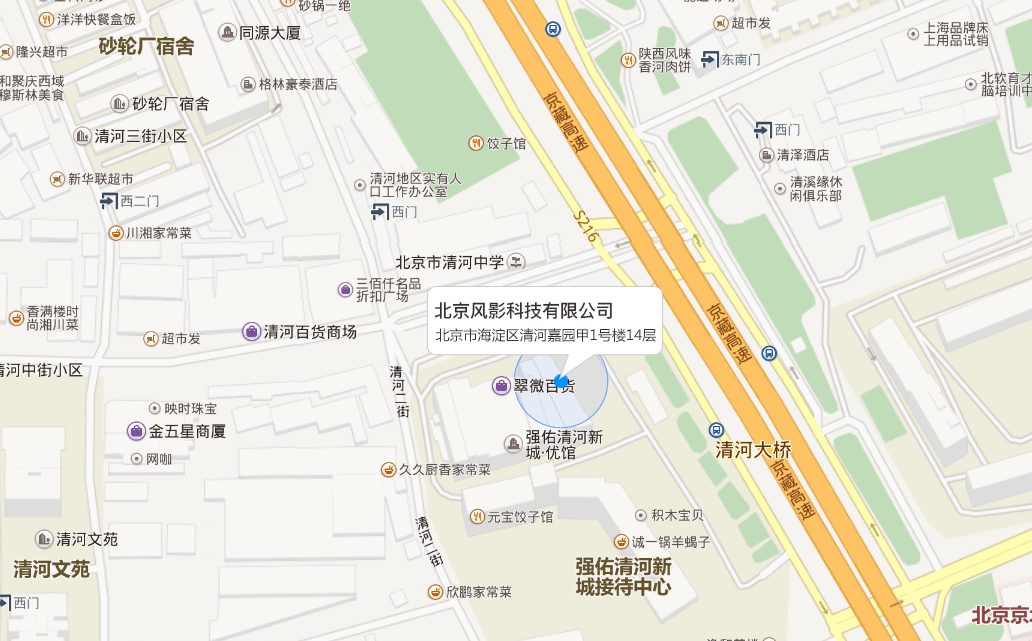 洋洋快餐盒饭
砂锅一绝
同源大厦
隆兴超市
砂轮厂宿舍
超市发
上海品牌床
上用品试销
陕西风味
香河肉饼
东南门
和聚庆西域
穆斯林美食
格林豪泰酒店
北软育才
脑培训中
砂轮厂宿舍
京藏高速
清河三街小区
饺子馆
西门
清泽酒店
新华联超市
清河地区实有人
口工作办公室
清溪缘休
闲俱乐部
西二门
西门
川湘家常菜
S216
北京市清河中学
三佰仟名品
折扣广场
香满楼时
尚湘川菜
北京风影科技有限公司
北京市海淀区清河嘉园甲1号楼14层
京藏高速
超市发
清河百货商场
清河中街小区
清河二街
翠微百货
映时珠宝
金五星商厦
强佑清河新
城·优馆
清河大桥
网咖
久久厨香家常菜
京藏高速
元宝饺子馆
积木宝贝
清河二街
清河文苑
诚一锅羊蝎子
清河文苑
强佑清河新
城接待中心
欣鹏家常菜
西门
北京京